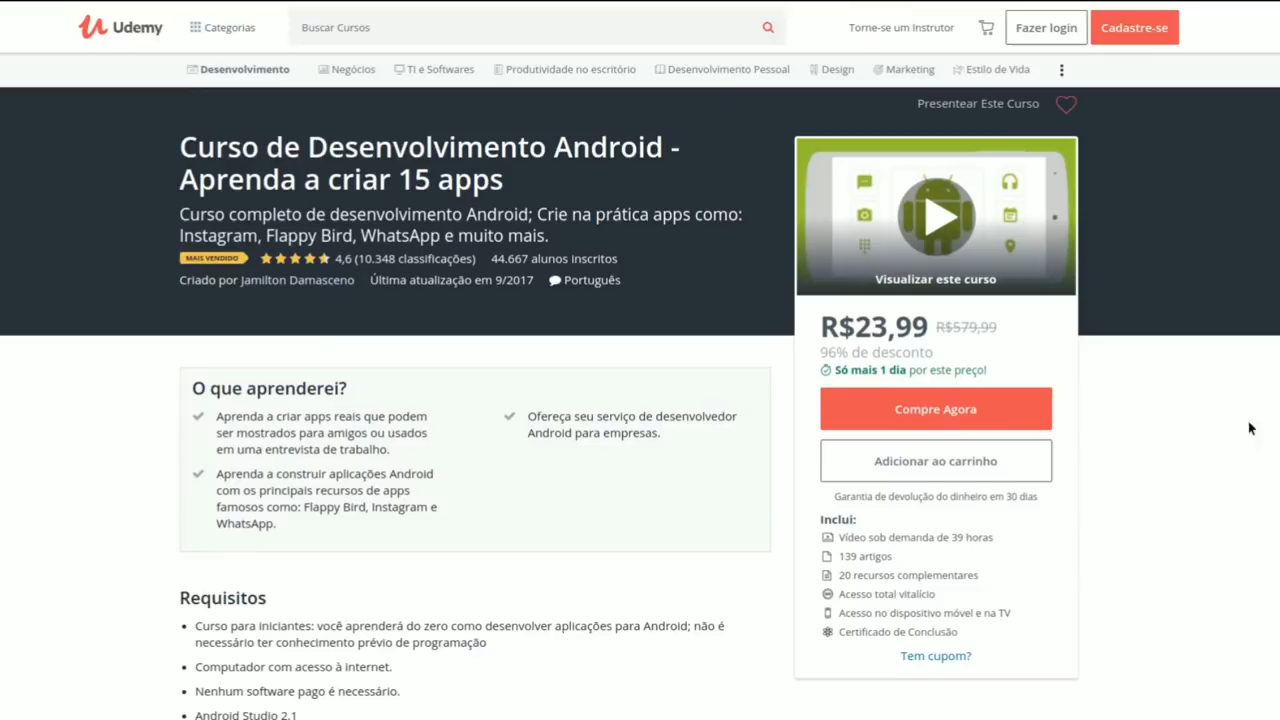 Udemy
Categorias
Buscar Cursos
Torne-se um Instrutor
Fazer login
Cadastre-se
Desenvolvimento
Negócios
TI e Softwares
Produtividade no escritório
Desenvolvimento Pessoal
Design
Marketing
Estilo de Vida
Presentear Este Curso
Curso de Desenvolvimento Android -
Aprenda a criar 15 apps
Curso completo de desenvolvimento Android; Crie na prática apps como:
Instagram, Flappy Bird, WhatsApp e muito mais.
MAIS VENDIDO 4,6 (10.348 classificações) 44.667 alunos inscritos
Criado por Jamilton Damasceno Última atualização em 9/2017 Português
Visualizar este curso
R$23,99 R$579,99
96% de desconto
Só mais 1 dia por este preço!
Compre Agora
Adicionar ao carrinho
Garantia de devolução do dinheiro em 30 dias
Inclui:
Vídeo sob demanda de 39 horas
139 artigos
20 recursos complementares
Acesso total vitalício
Acesso no dispositivo móvel e na TV
Certificado de Conclusão
Tem cupom?
O que aprenderei?
Aprenda a criar apps reais que podem
ser mostrados para amigos ou usados
em uma entrevista de trabalho.
Aprenda a construir aplicações Android
com os principais recursos de apps
famosos como: Flappy Bird, Instagram e
WhatsApp.
Ofereça seu serviço de desenvolvedor
Android para empresas.
Requisitos
Curso para iniciantes: você aprenderá do zero como desenvolver aplicações para Android; não é
necessário ter conhecimento prévio de programação
Computador com acesso à internet.
Nenhum software pago é necessário.
Android Studio 2.1